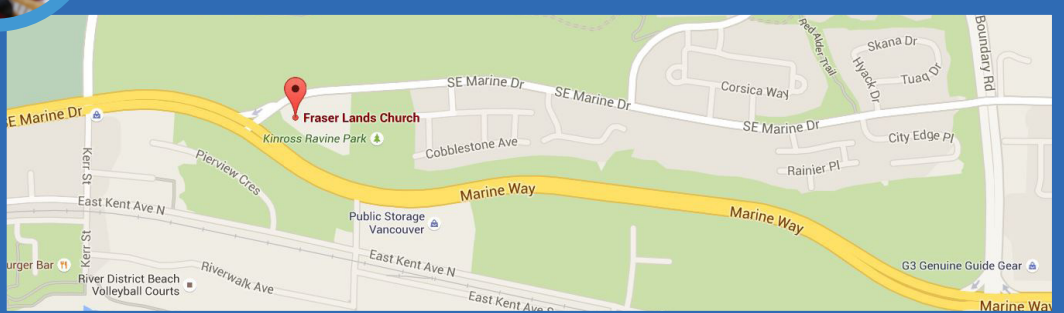 Red Alder Trail
Skana Dr
Hyack Dr
Tuaq Dr
Boundary Rd
SE Marine Dr
SE Marine Dr
Corsica Way
E Marine Dr
Fraser Lands Church
Kinross Ravine Park
SE Marine Dr
City Edge Pl
Cobblestone Ave
Rainier Pl
Kerr St
Pierview Cres
Marine Way
East Kent Ave N
Public Storage
Vancouver
Marine Way
Kerr St
East Kent Ave N
urger Bar
Riverwalk Ave
G3 Genuine Guide Gear
River District Beach
Volleyball Courts
East Kent Ave S
Marine Way